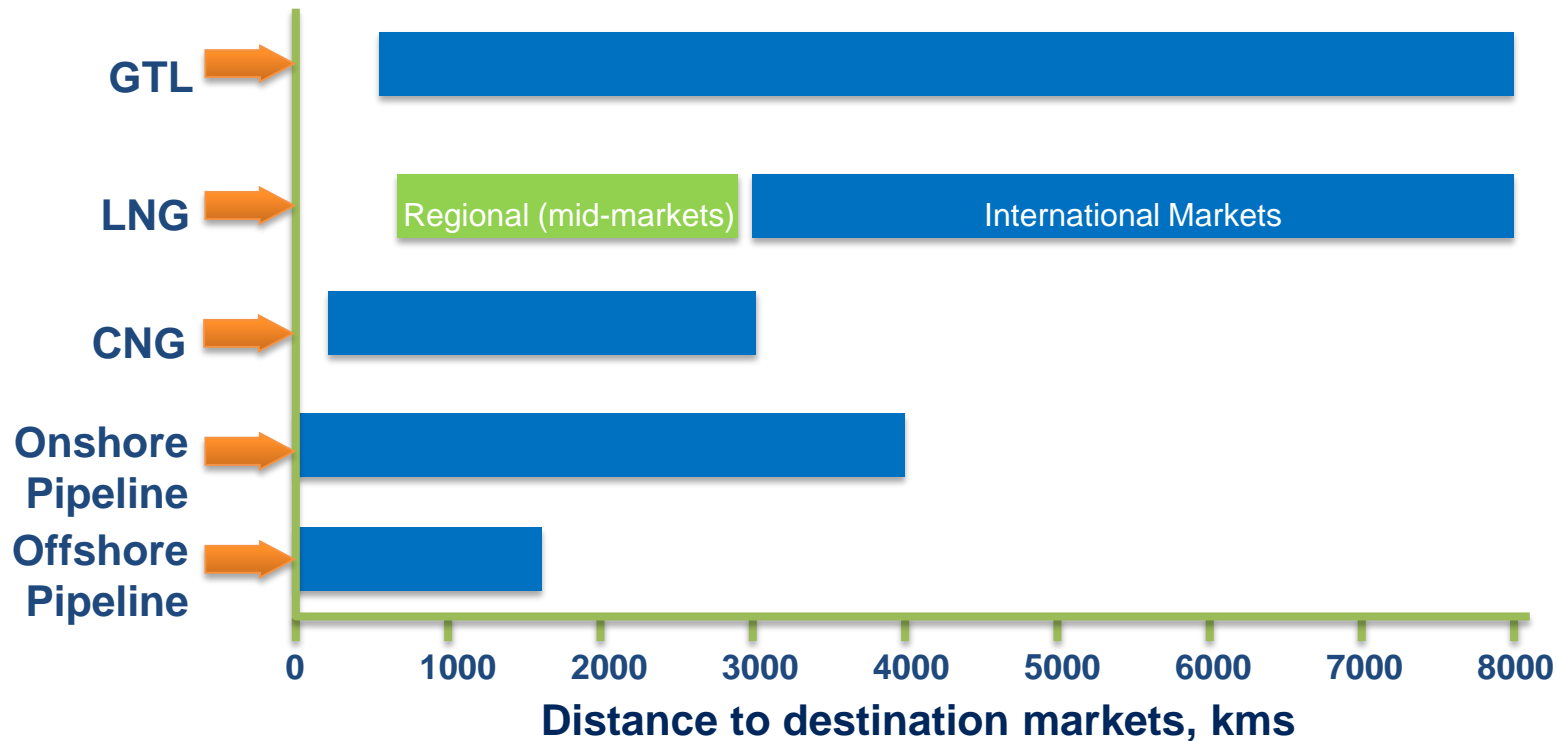 GTL
LNG
Regional (mid-markets)
International Markets
CNG
Onshore
Pipeline
Offshore
Pipeline
0 1000 2000 3000 4000 5000 6000 7000 8000
Distance to destination markets, kms